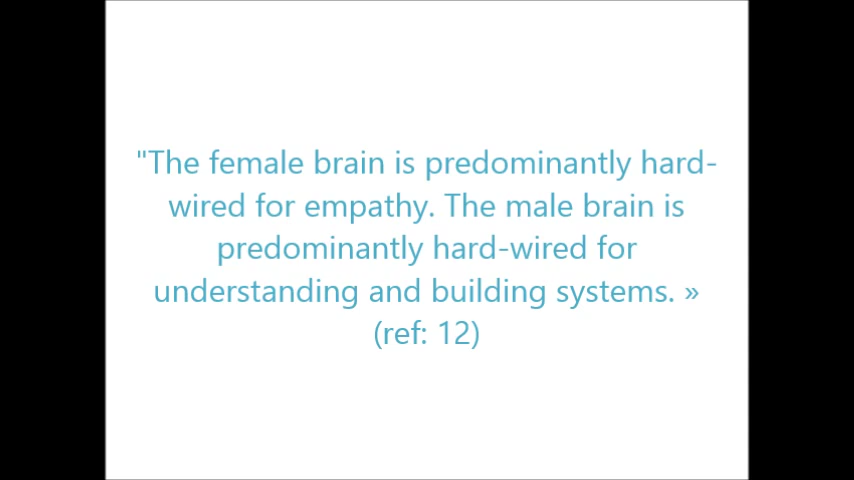 "The female brain is predominantly hard-
wired for empathy. The male brain is
predominantly hard-wired for
understanding and building systems. »
(ref: 12)